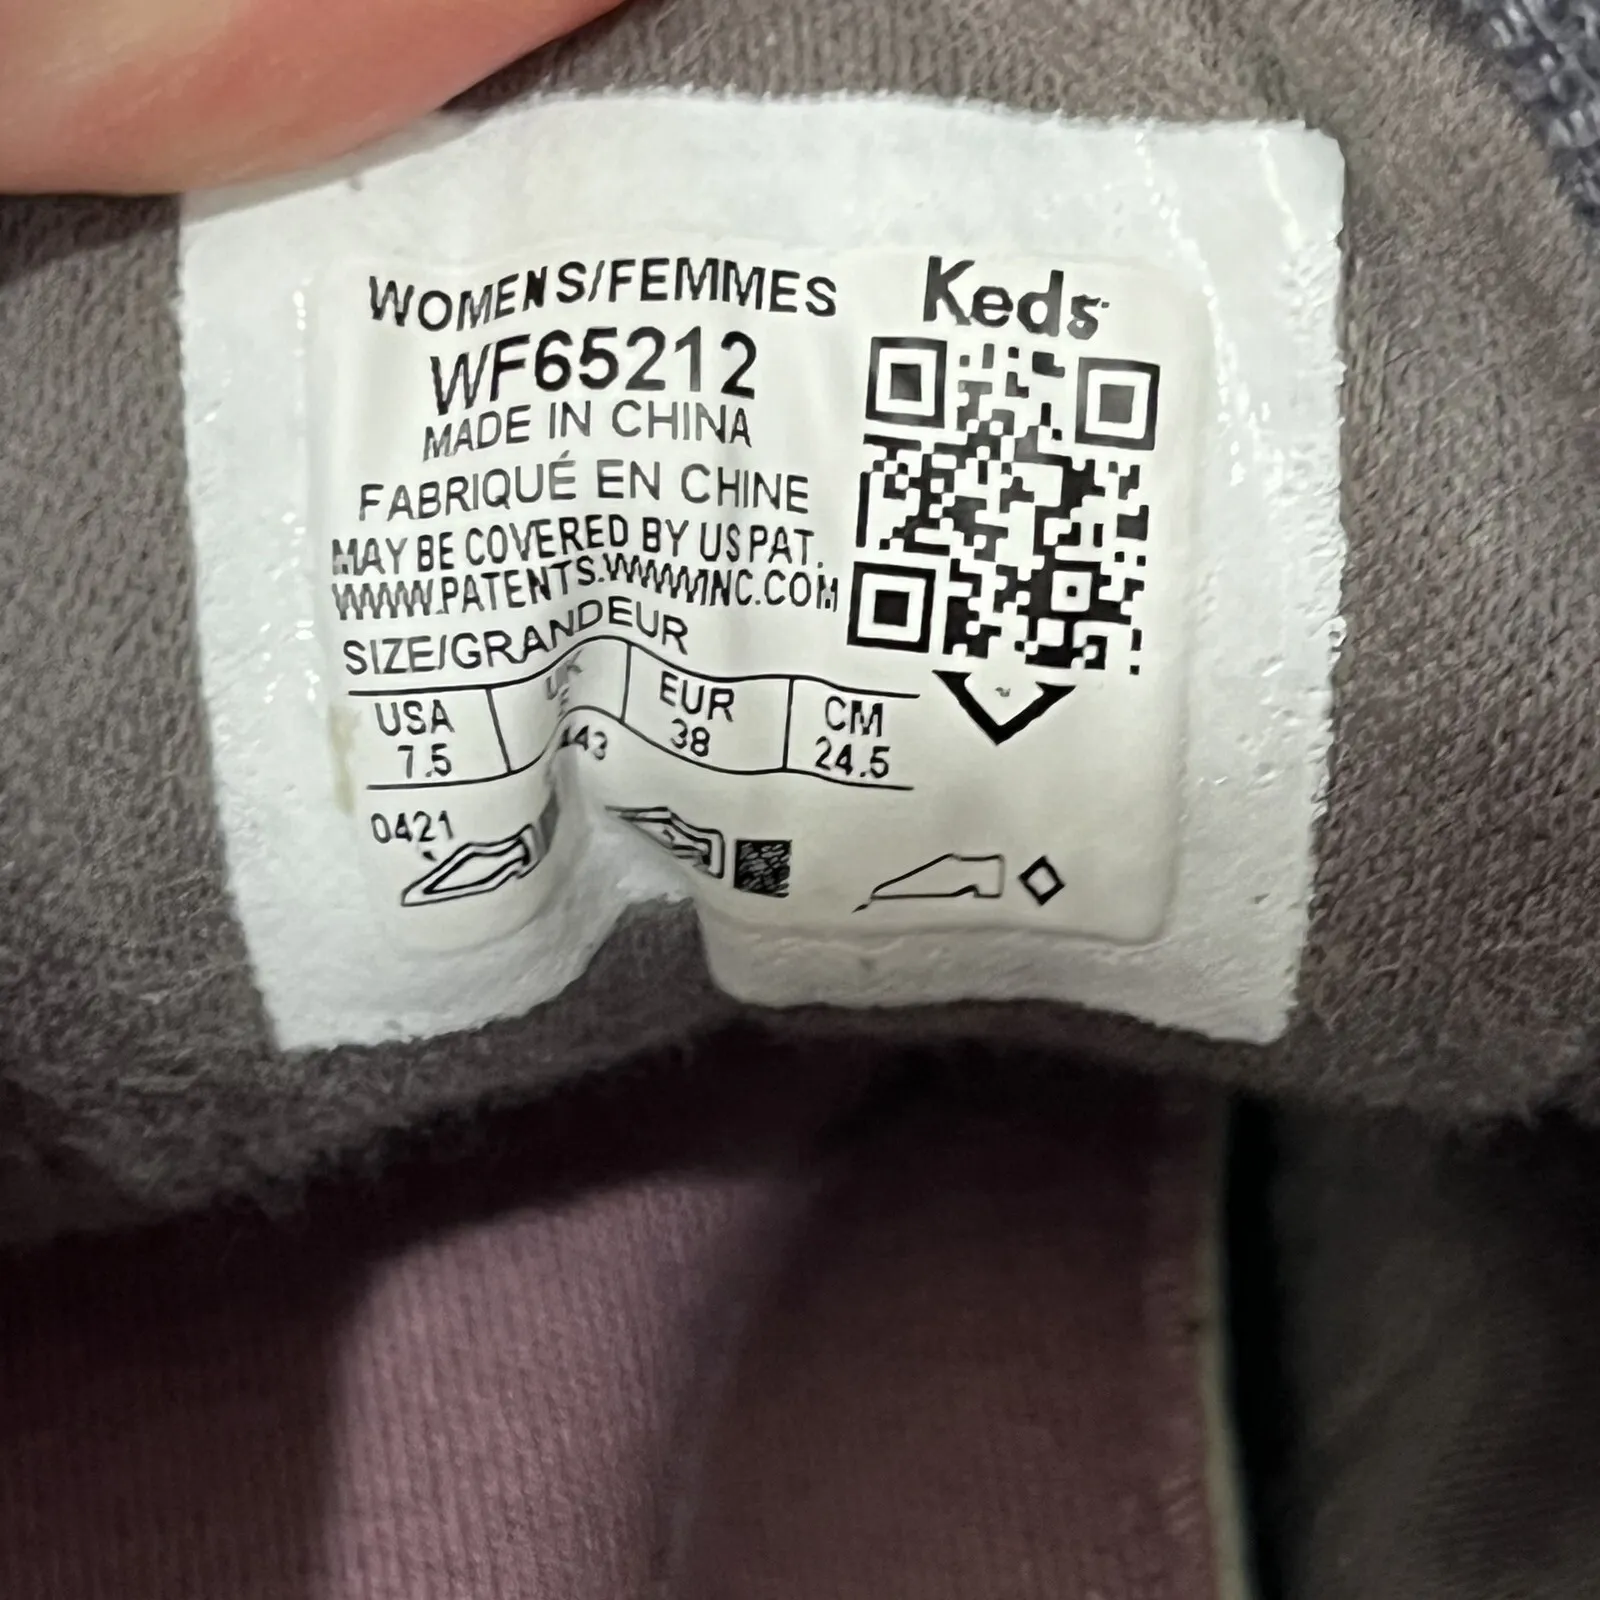 WOMENS/FEMMES
Keds
WF65212
MADE IN CHINA
FABRIQUÉ EN CHINE
MAY BE COVERED BY US PAT.
WWW.PATENTS.WWWINC.COM
SIZE/GRANDEUR
USA EUR CM
7.5 38 24.5
0421